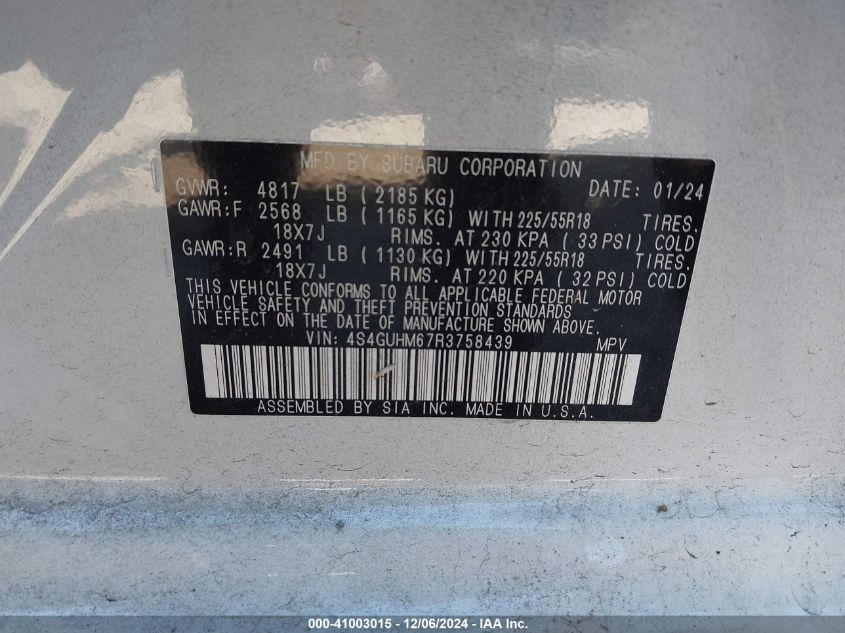 MFD BY SUBARU CORPORATION
GVWR: 4817 LB ( 2185 KG) DATE: 01/24
GAWR:F 2568 LB ( 1165 KG) WITH 225/55R18 TIRES.
18X7J RIMS. AT 230 KPA ( 33 PSI) COLD
GAWR:R 2491 LB ( 1130 KG) WITH 225/55R18 TIRES.
18X7J RIMS. AT 220 KPA ( 32 PSI) COLD
THIS VEHICLE CONFORMS TO ALL APPLICABLE FEDERAL MOTOR
VEHICLE SAFETY AND THEFT PREVENTION STANDARDS
IN EFFECT ON THE DATE OF MANUFACTURE SHOWN ABOVE.
VIN: 4S4GUHM67R3758439 MPV
ASSEMBLED BY SIA INC. MADE IN U.S.A.
000-41003015 - 12/06/2024 - IAA Inc.